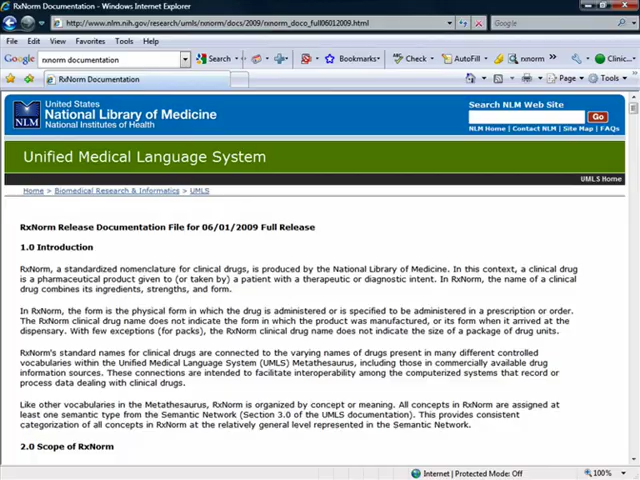 RxNorm Documentation - Windows Internet Explorer
http://www.nlm.nih.gov/research/umls/rxnorm/docs/2009/rxnorm_doco_full06012009.html
Google
File Edit View Favorites Tools Help
Google rxnorm documentation Search Bookmarks Check AutoFill rxnorm Clinic...
RxNorm Documentation Page Tools
United States
National Library of Medicine
National Institutes of Health
NLM
Search NLM Web Site
Go
NLM Home | Contact NLM | Site Map | FAQs
Unified Medical Language System
UMLS Home
Home > Biomedical Research & Informatics > UMLS
RxNorm Release Documentation File for 06/01/2009 Full Release
1.0 Introduction
RxNorm, a standardized nomenclature for clinical drugs, is produced by the National Library of Medicine. In this context, a clinical drug
is a pharmaceutical product given to (or taken by) a patient with a therapeutic or diagnostic intent. In RxNorm, the name of a clinical
drug combines its ingredients, strengths, and form.
In RxNorm, the form is the physical form in which the drug is administered or is specified to be administered in a prescription or order.
The RxNorm clinical drug name does not indicate the form in which the product was manufactured, or its form when it arrived at the
dispensary. With few exceptions (for packs), the RxNorm clinical drug name does not indicate the size of a package of drug units.
RxNorm's standard names for clinical drugs are connected to the varying names of drugs present in many different controlled
vocabularies within the Unified Medical Language System (UMLS) Metathesaurus, including those in commercially available drug
information sources. These connections are intended to facilitate interoperability among the computerized systems that record or
process data dealing with clinical drugs.
Like other vocabularies in the Metathesaurus, RxNorm is organized by concept or meaning. All concepts in RxNorm are assigned at
least one semantic type from the Semantic Network (Section 3.0 of the UMLS documentation). This provides consistent
categorization of all concepts in RxNorm at the relatively general level represented in the Semantic Network.
2.0 Scope of RxNorm
Internet | Protected Mode: Off
100%